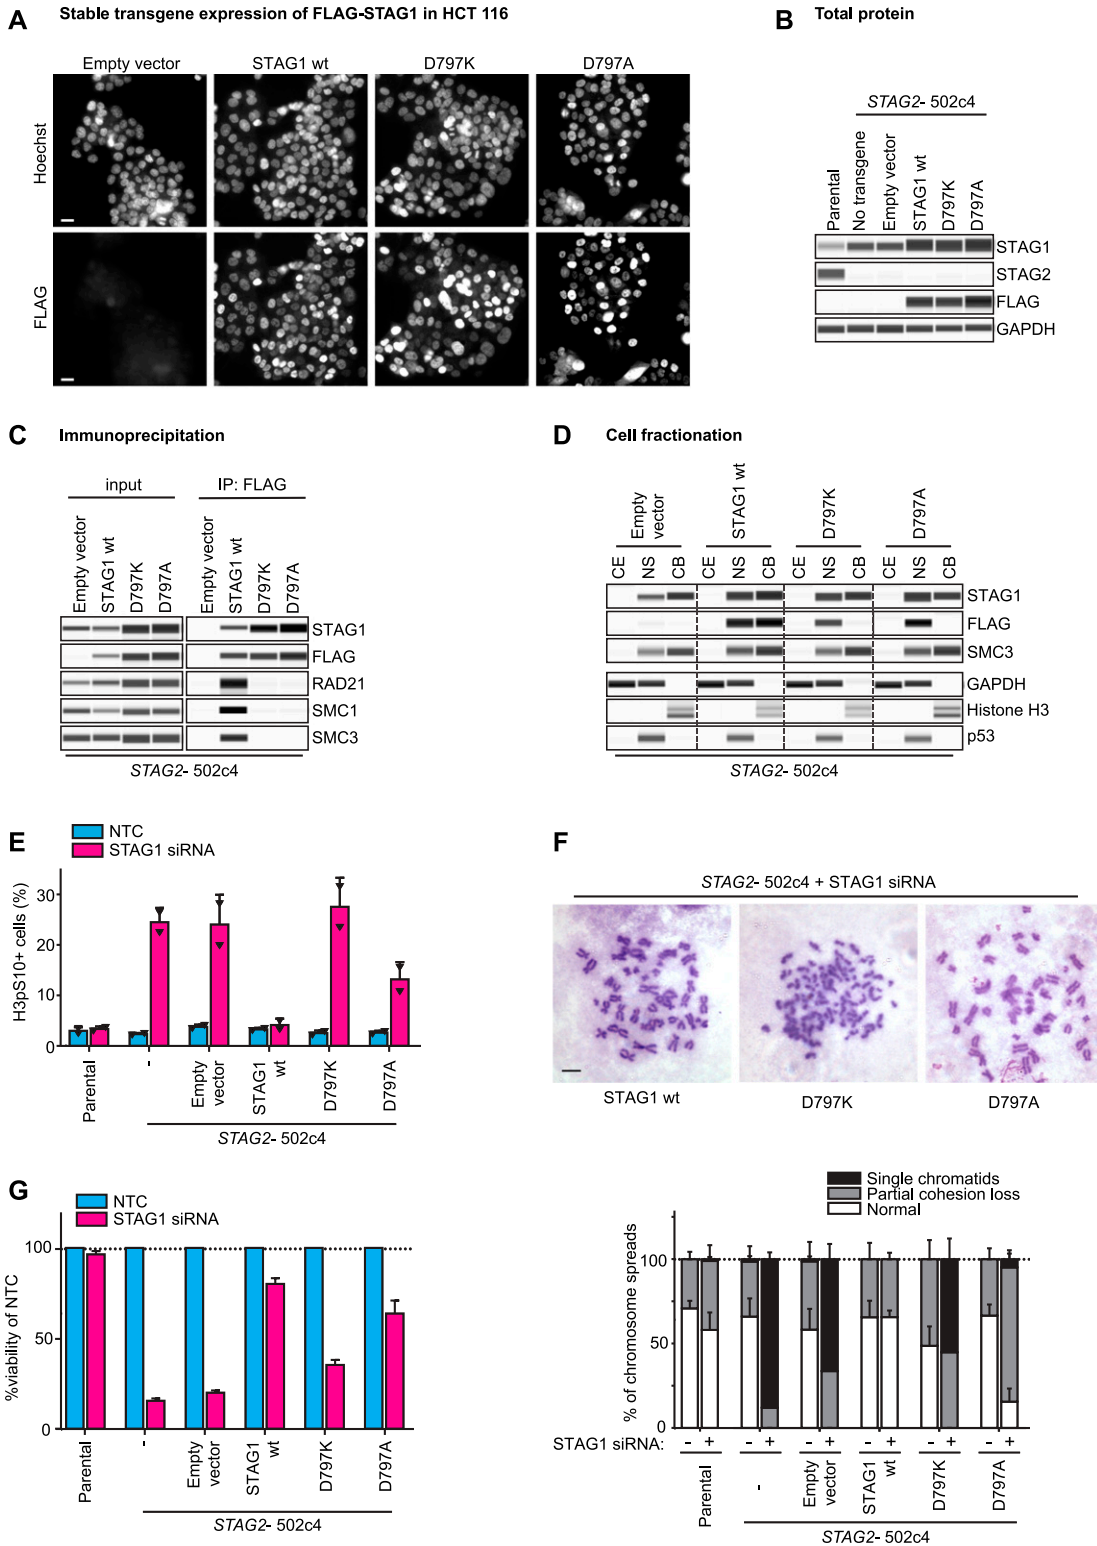 A Stable transgene expression of FLAG-STAG1 in HCT 116
Empty vector STAG1 wt D797K D797A
Hoechst
FLAG
B Total protein
STAG2- 502c4
Parental
No transgene
Empty vector
STAG1 wt
D797K
D797A
STAG1
STAG2
FLAG
GAPDH
C Immunoprecipitation
input IP: FLAG
Empty vector
STAG1 wt
D797K
D797A
Empty vector
STAG1 wt
D797K
D797A
STAG1
FLAG
RAD21
SMC1
SMC3
STAG2- 502c4
D Cell fractionation
Empty
vector
STAG1 wt
D797K
D797A
CE NS CB CE NS CB CE NS CB CE NS CB
STAG1
FLAG
SMC3
GAPDH
Histone H3
p53
STAG2- 502c4
E
NTC
STAG1 siRNA
H3pS10+ cells (%)
30
20
10
0
Parental
-
Empty
vector
STAG1
wt
D797K
D797A
STAG2- 502c4
F
STAG2- 502c4 + STAG1 siRNA
STAG1 wt D797K D797A
Single chromatids
Partial cohesion loss
Normal
% of chromosome spreads
100
50
0
STAG1 siRNA: - + - + - + - + - + - +
Parental
-
Empty
vector
STAG1
wt
D797K
D797A
STAG2- 502c4
G
NTC
STAG1 siRNA
%viability of NTC
100
50
0
Parental
-
Empty
vector
STAG1
wt
D797K
D797A
STAG2- 502c4